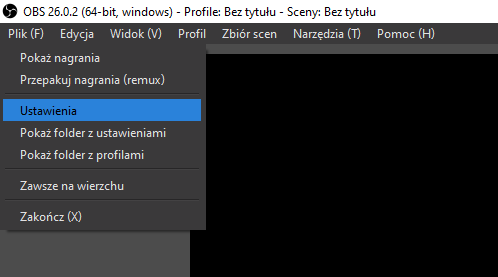 OBS 26.0.2 (64-bit, windows) - Profile: Bez tytułu - Sceny: Bez tytułu
Plik (F) Edycja Widok (V) Profil Zbiór scen Narzędzia (T) Pomoc (H)
Pokaż nagrania
Przepakuj nagrania (remux)
Ustawienia
Pokaż folder z ustawieniami
Pokaż folder z profilami
Zawsze na wierzchu
Zakończ (X)